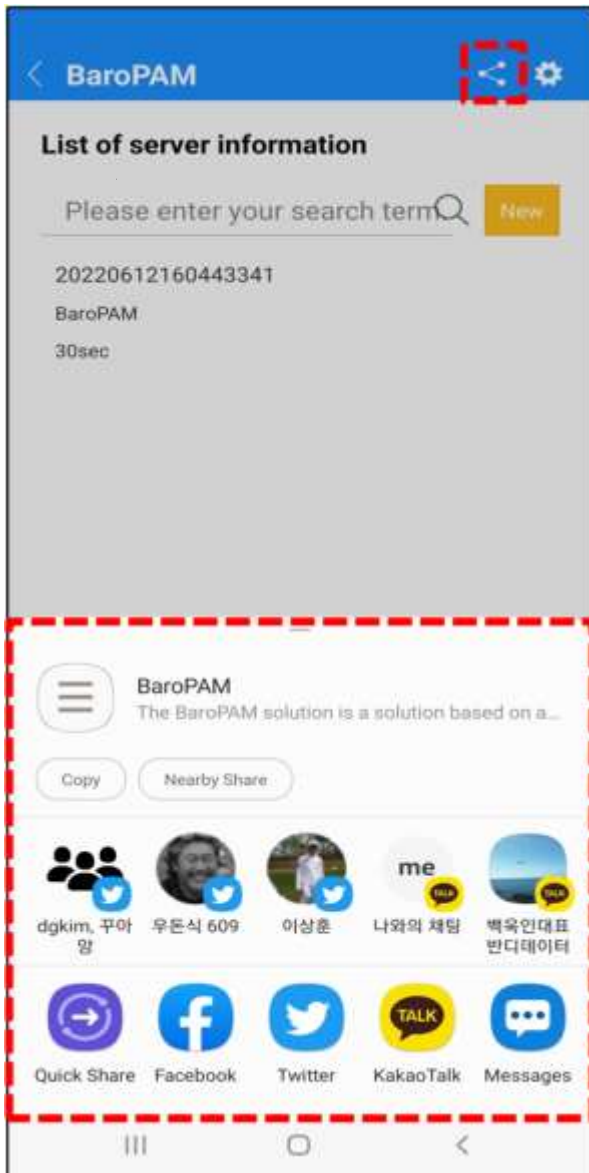 BaroPAM
List of server information
Please enter your search term
New
20220612160443341
BaroPAM
30sec
BaroPAM
The BaroPAM solution is a solution based on a...
Copy
Nearby Share
me
TALK
TALK
dgkim, 꾸아
앙
우돈식 609
이상훈
나와의 채팅
백욱인대표
반디데이터
TALK
Quick Share
Facebook
Twitter
KakaoTalk
Messages